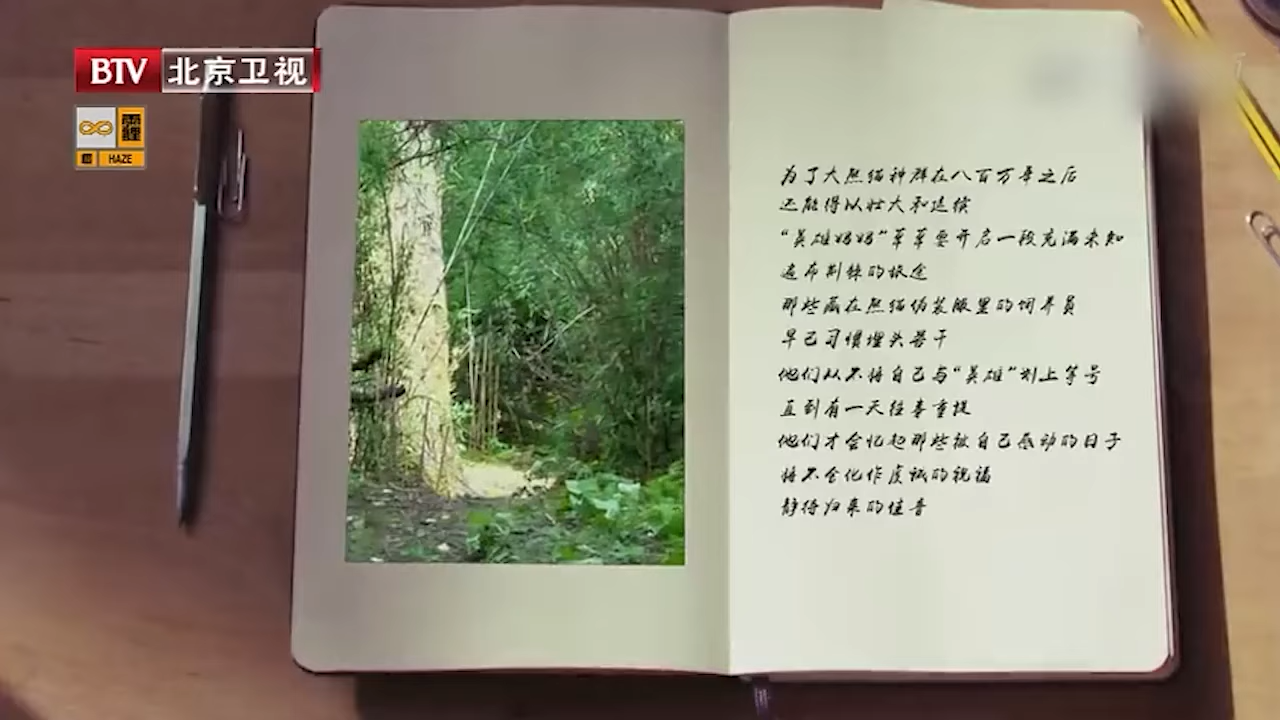 BTV 北京卫视
霾
HAZE
为了大熊猫种群在八百万年之后
还能得以壮大和延续
“英雄妈妈”草草要开启一段充满未知
遍布荆棘的旅途
那些藏在熊猫伪装服里的饲养员
早已习惯埋头苦干
他们从不将自己与“英雄”划上等号
直到有一天往事重提
他们才会忆起那些被自己感动的日子
将不舍化作虔诚的祝福
静待归来的佳音